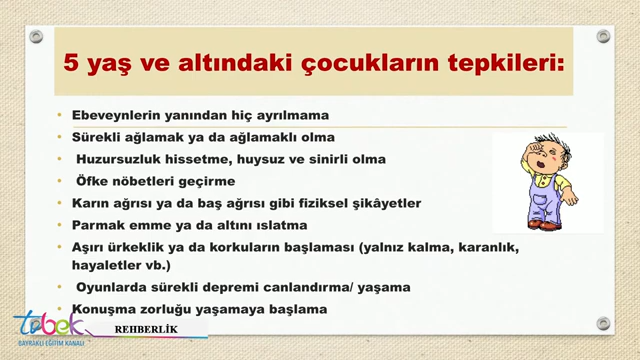 5 yaş ve altındaki çocukların tepkileri:
• Ebeveynlerin yanından hiç ayrılmama
• Sürekli ağlamak ya da ağlamaklı olma
• Huzursuzluk hissetme, huysuz ve sinirli olma
• Öfke nöbetleri geçirme
• Karın ağrısı ya da baş ağrısı gibi fiziksel şikâyetler
• Parmak emme ya da altını ıslatma
• Aşırı ürkeklik ya da korkuların başlaması (yalnız kalma, karanlık,
hayaletler vb.)
• Oyunlarda sürekli depremi canlandırma/ yaşama
• Konuşma zorluğu yaşamaya başlama
tvbek
BAYRAKLI EĞİTİM KANALI
REHBERLİK